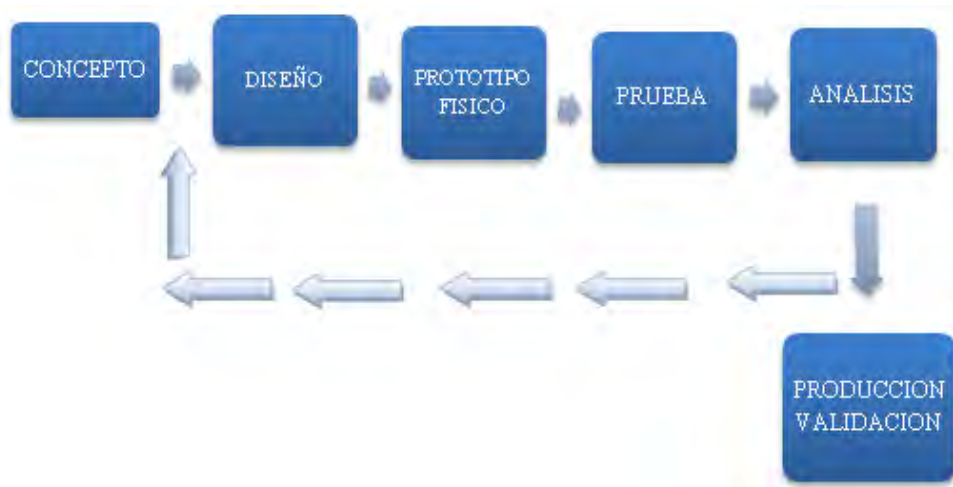 CONCEPTO
DISEÑO
PROTOTIPO
FISICO
PRUEBA
ANALISIS
PRODUCCION
VALIDACION